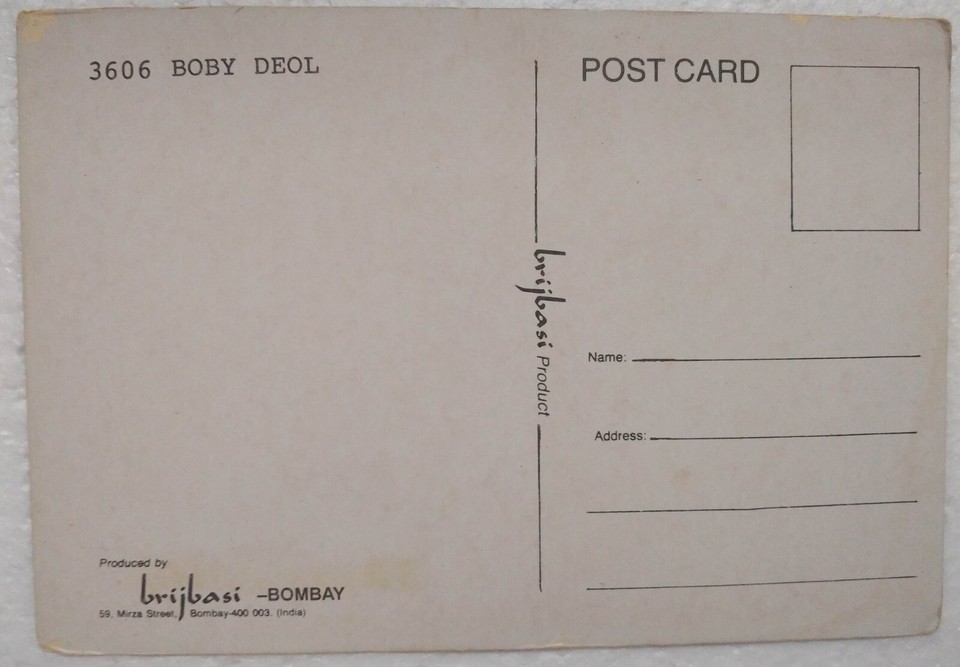 3606 BOBY DEOL
Produced by
brijbasi –BOMBAY
59, Mirza Street, Bombay-400 003. (India)
brijbasi Product
POST CARD
Name:
Address: